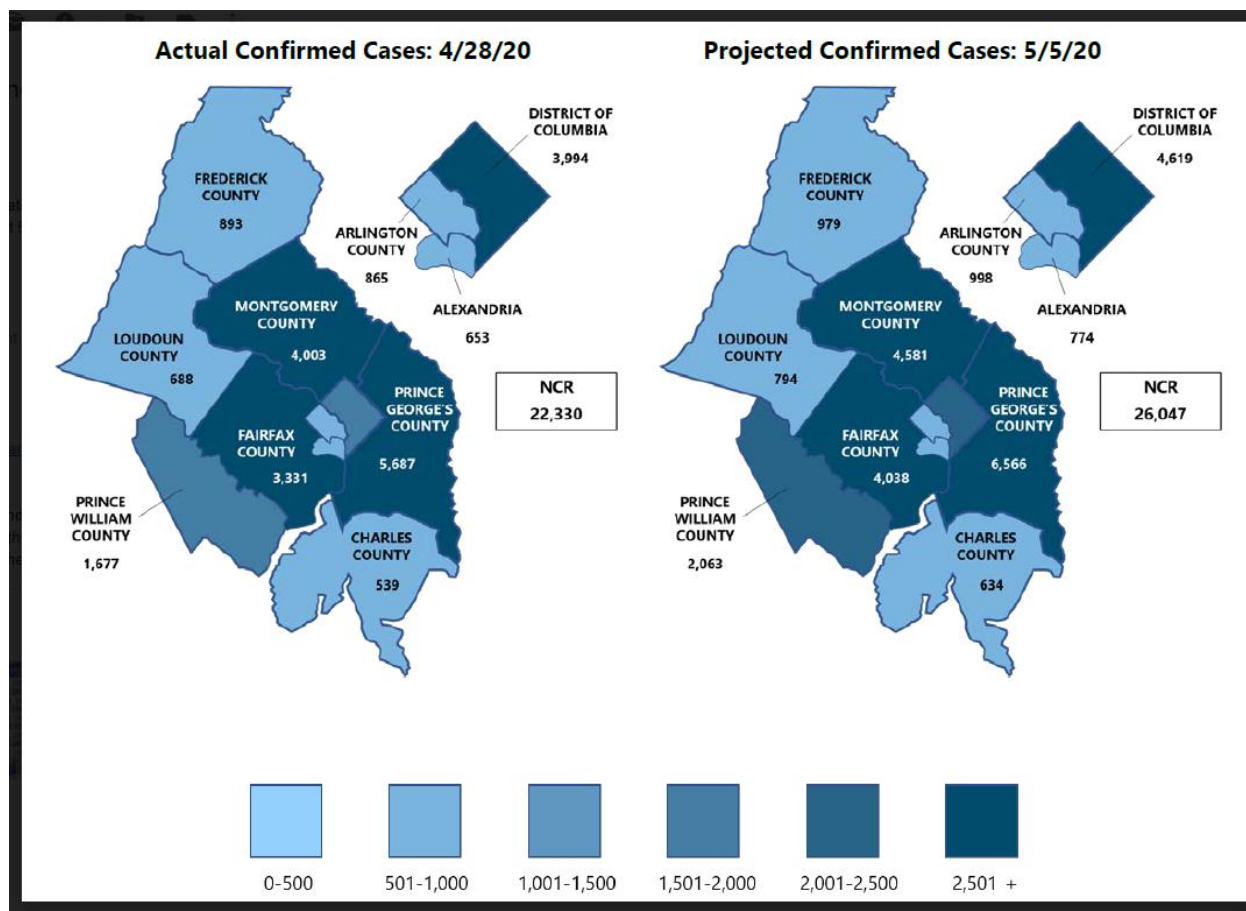 Actual Confirmed Cases: 4/28/20
DISTRICT OF
COLUMBIA
3,994
FREDERICK
COUNTY
893
ARLINGTON
COUNTY
865
ALEXANDRIA
653
MONTGOMERY
COUNTY
4,003
LOUDOUN
COUNTY
688
NCR
22,330
PRINCE
GEORGE'S
COUNTY
5,687
FAIRFAX
COUNTY
3,331
PRINCE
WILLIAM
COUNTY
1,677
CHARLES
COUNTY
539
Projected Confirmed Cases: 5/5/20
DISTRICT OF
COLUMBIA
4,619
FREDERICK
COUNTY
979
ARLINGTON
COUNTY
998
ALEXANDRIA
774
MONTGOMERY
COUNTY
4,581
LOUDOUN
COUNTY
794
NCR
26,047
PRINCE
GEORGE'S
COUNTY
6,566
FAIRFAX
COUNTY
4,038
PRINCE
WILLIAM
COUNTY
2,063
CHARLES
COUNTY
634
0-500
501-1,000
1,001-1,500
1,501-2,000
2,001-2,500
2,501 +